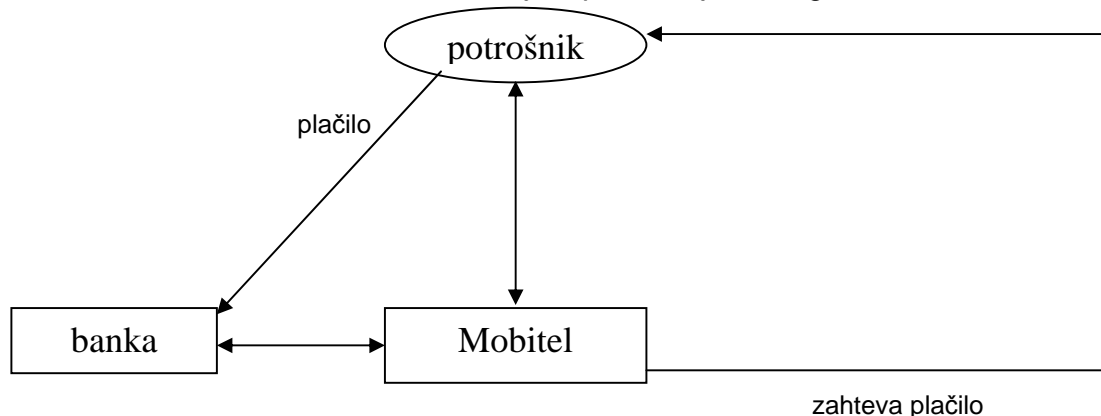 potrošnik
plačilo
banka
Mobitel
zahteva plačilo